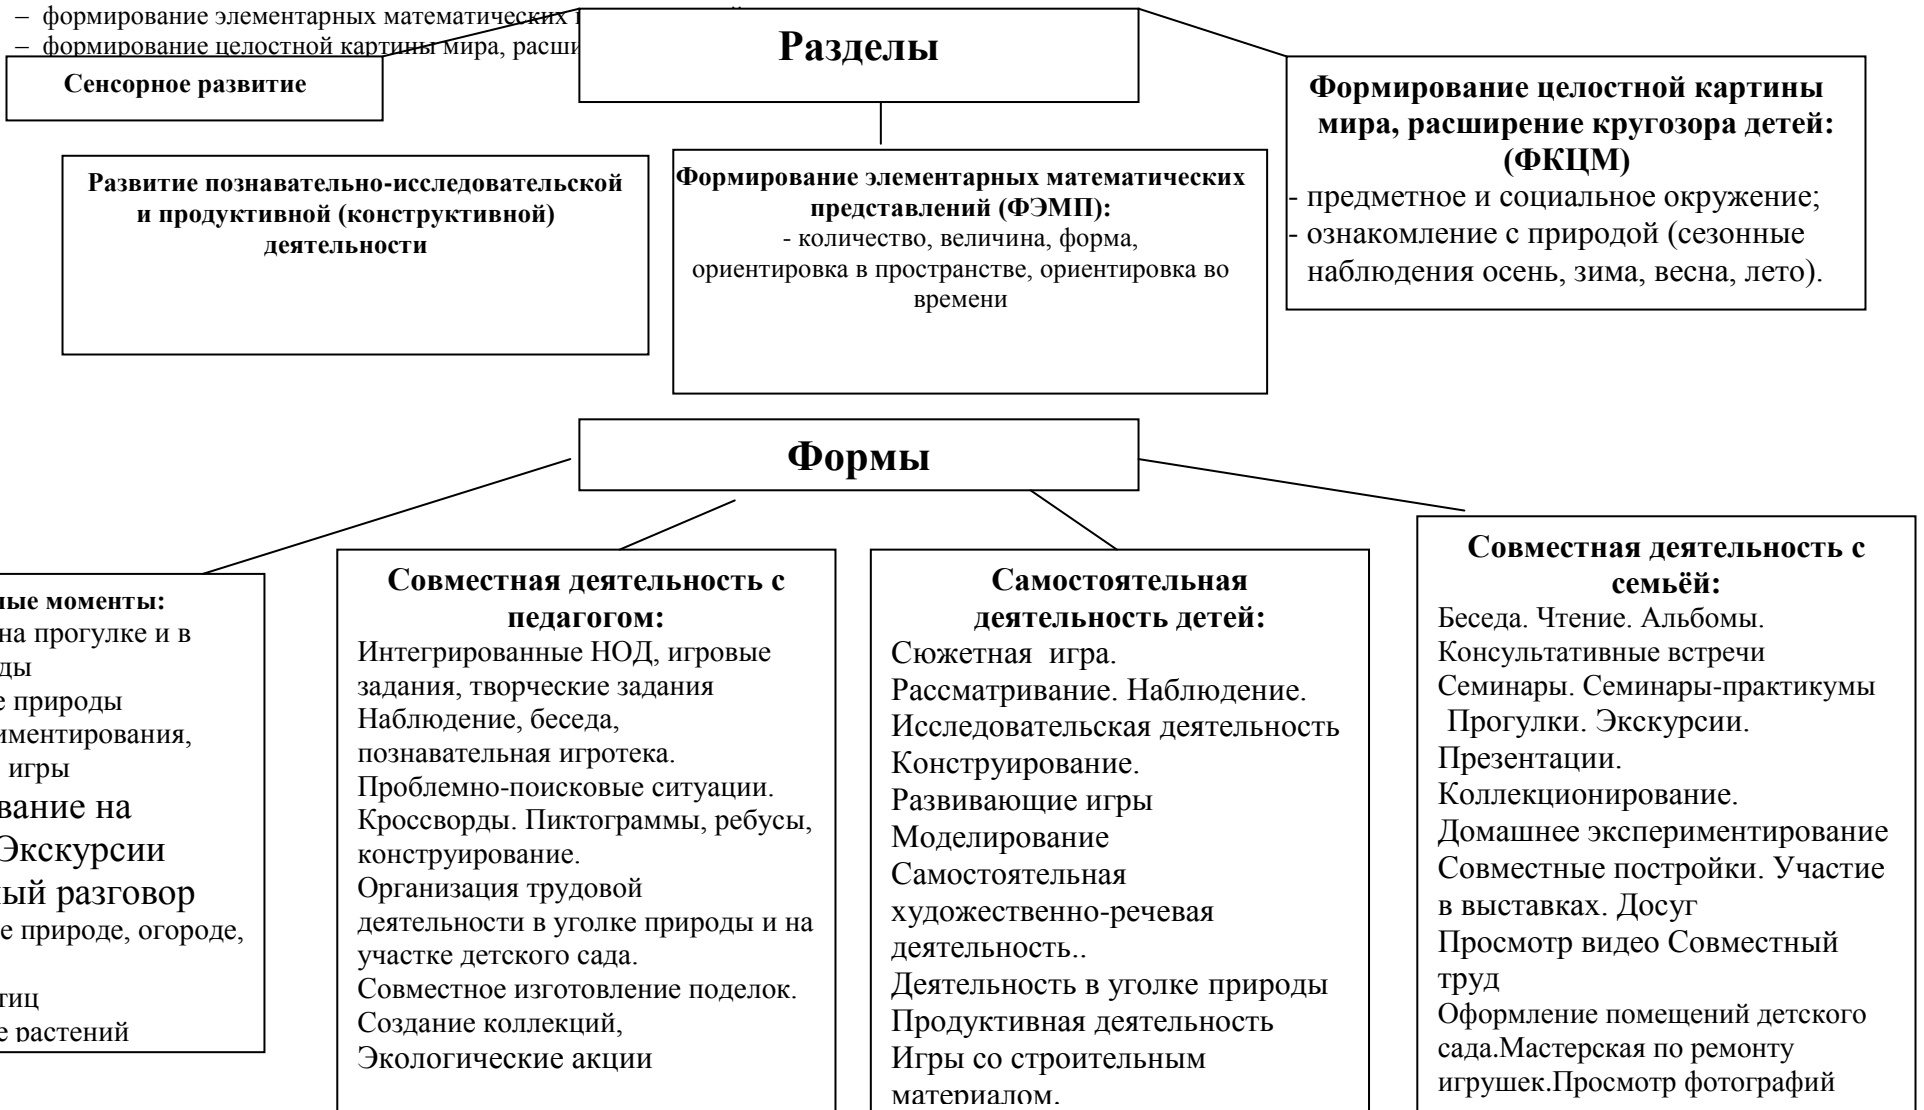 – формирование элементарных математических
– формирование целостной картины мира,
Разделы
Сенсорное развитие
Формирование целостной картины
мира, расширение кругозора детей:
(ФКЦМ)
- предметное и социальное окружение;
- ознакомление с природой (сезонные
наблюдения осень, зима, весна, лето).
Развитие познавательно-исследовательской
и продуктивной (конструктивной)
деятельности
Формирование элементарных математических
представлений (ФЭМП):
- количество, величина, форма,
ориентировка в пространстве, ориентировка во
времени
Формы
моменты:
на прогулке и в
природы
игры
на
Экскурсии
разговор
природе, огороде,
растений
Совместная деятельность с
педагогом:
Интегрированные НОД, игровые
задания, творческие задания
Наблюдение, беседа,
познавательная игротека.
Проблемно-поисковые ситуации.
Кроссворды. Пиктограммы, ребусы,
конструирование.
Организация трудовой
деятельности в уголке природы и на
участке детского сада.
Совместное изготовление поделок.
Создание коллекций,
Экологические акции
Самостоятельная
деятельность детей:
Сюжетная игра.
Рассматривание. Наблюдение.
Исследовательская деятельность
Конструирование.
Развивающие игры
Моделирование
Самостоятельная
художественно-речевая
деятельность..
Деятельность в уголке природы
Продуктивная деятельность
Игры со строительным
материалом.
Совместная деятельность с
семьёй:
Беседа. Чтение. Альбомы.
Консультативные встречи
Семинары. Семинары-практикумы
Прогулки. Экскурсии.
Презентации.
Коллекционирование.
Домашнее экспериментирование
Совместные постройки. Участие
в выставках. Досуг
Просмотр видео Совместный
труд
Оформление помещений детского
сада.Мастерская по ремонту
игрушек.Просмотр фотографий